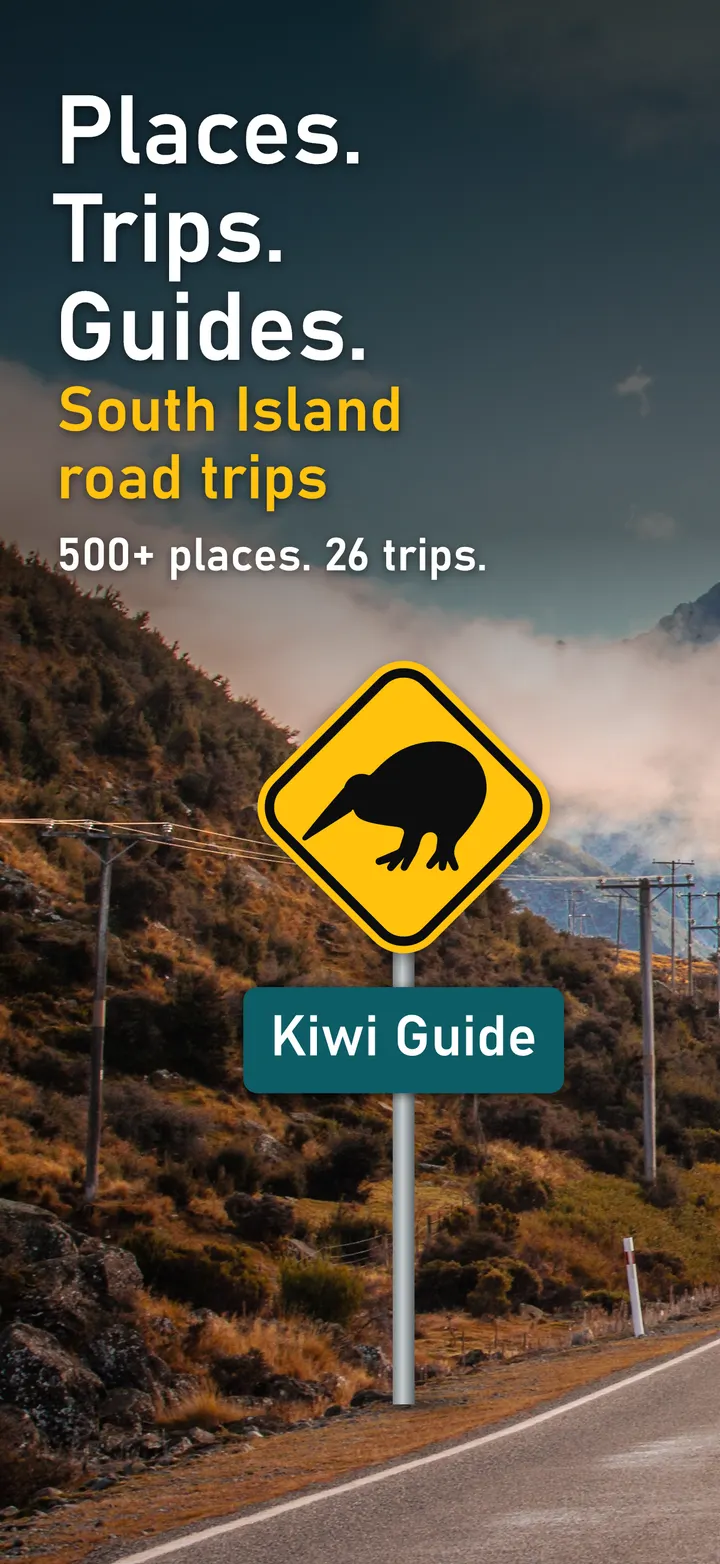 Places.
Trips.
Guides.
South Island
road trips
500+ places. 26 trips.
Kiwi Guide